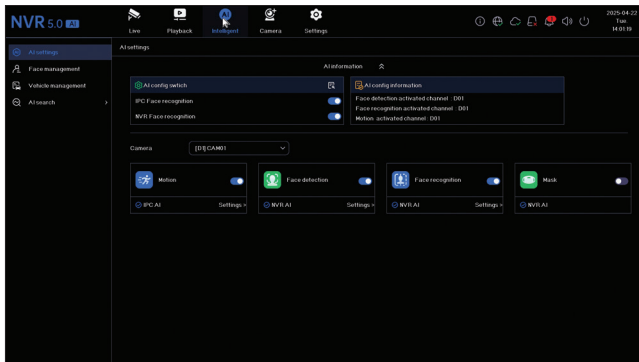 NVR 5.0 AI
Live
Playback
AI
Intelligent
Camera
Settings
2025-04-22
Tue
14:01:19
AI settings
Face management
Vehicle management
AI search
AI settings
AI information
AI config switch
IPC Face recognition
NVR Face recognition
AI config information
Face detection activated channel : D01
Face recognition activated channel : D01
Motion activated channel : D01
Camera
[D1] CAM01
Motion
Face detection
Face recognition
Mask
IPC AI
Settings »
NVR AI
Settings »
NVR AI
Settings »
NVR AI